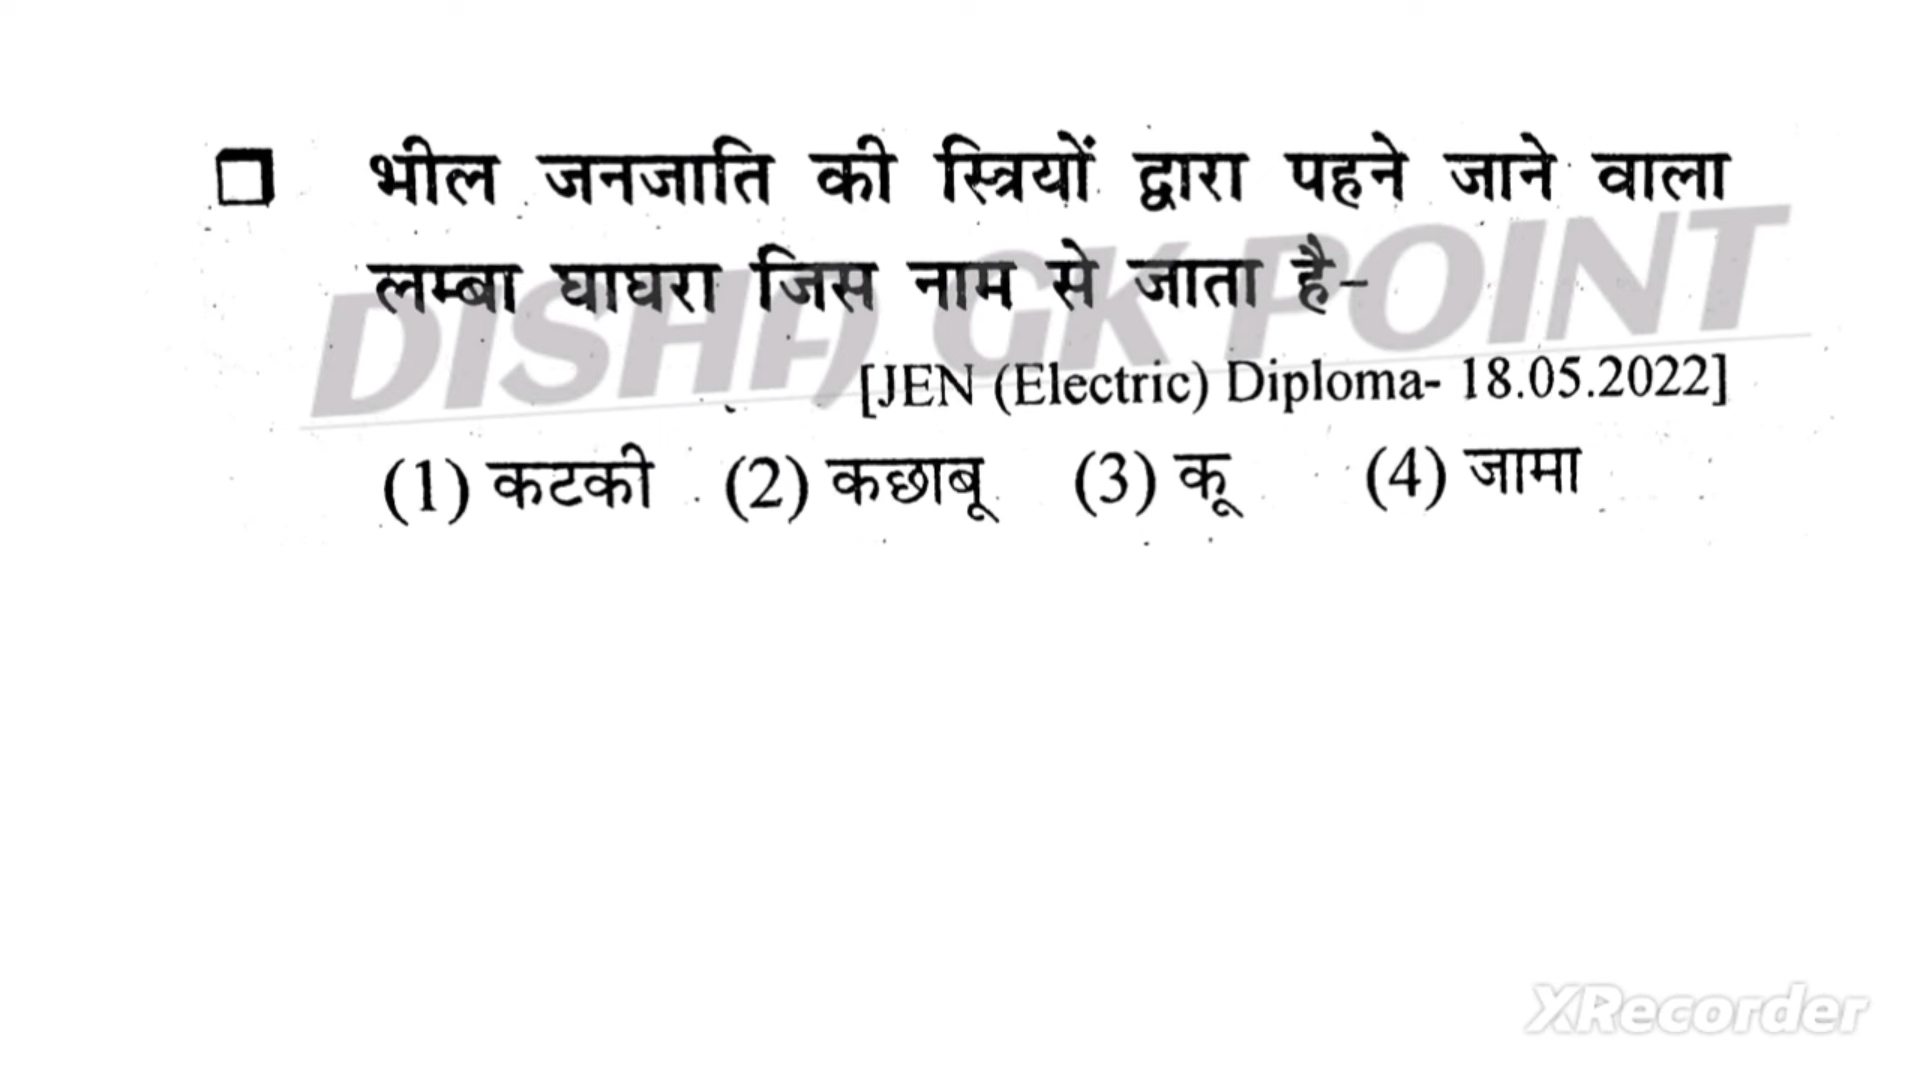 □ भील जनजाति की स्त्रियों द्वारा पहने जाने वाला
लम्बा घाघरा जिस नाम से जाता है-
DISHA GK POINT
[JEN (Electric) Diploma- 18.05.2022]
(1) कटकी (2) कछाबू (3) कू (4) जामा
XRecorder